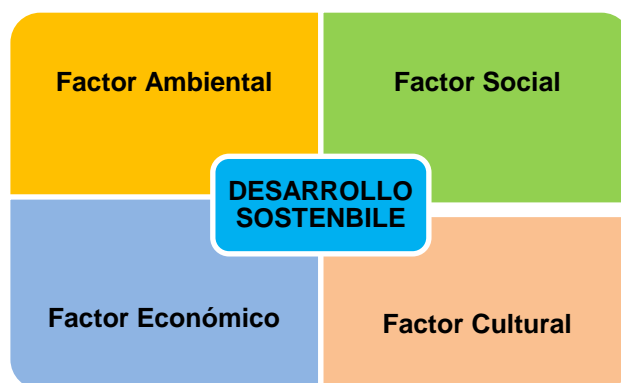 Factor Ambiental
Factor Social
DESARROLLO
SOSTENBILE
Factor Económico
Factor Cultural